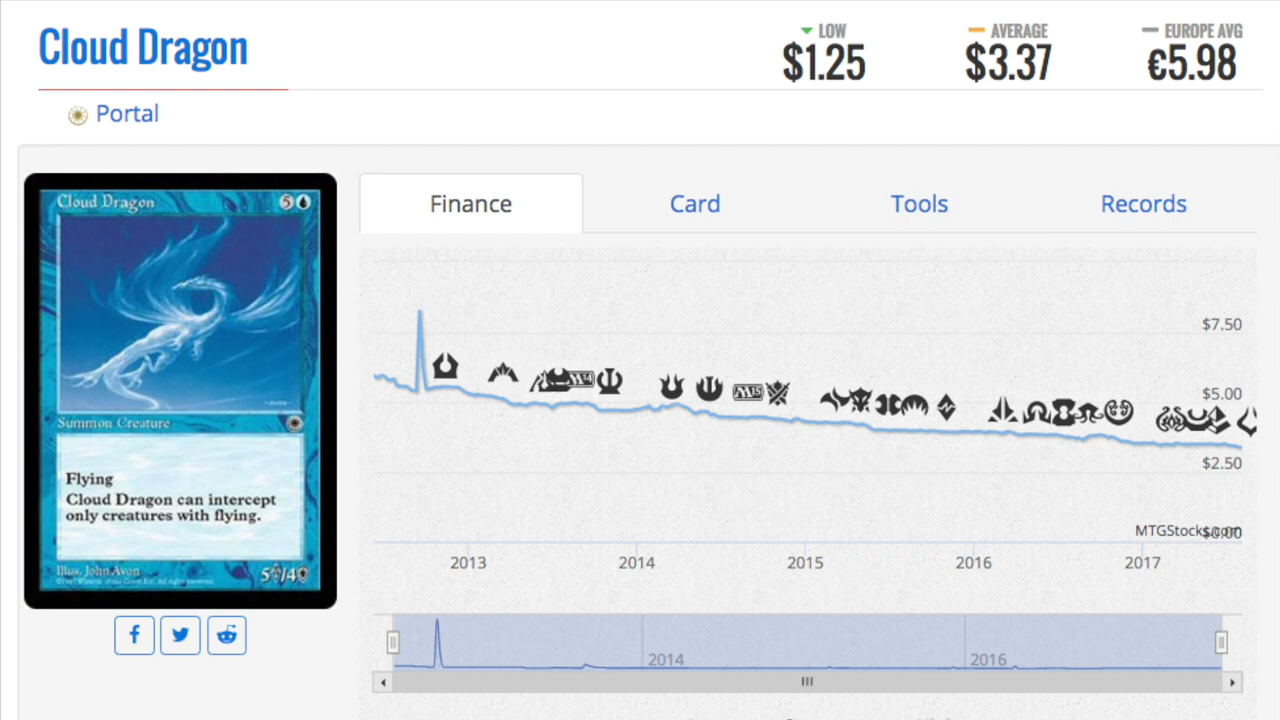 Cloud Dragon
LOW
$1.25
AVERAGE
$3.37
EUROPE AVG
€5.98
Portal
Finance
Card
Tools
Records
Cloud Dragon
5
Summon Creature
Flying
Cloud Dragon can intercept
only creatures with flying.
Illus. John Avon
5/4
$7.50
$5.00
M15
$2.50
MTGStocks.com
$0.00
2013
2014
2015
2016
2017
2014
2016